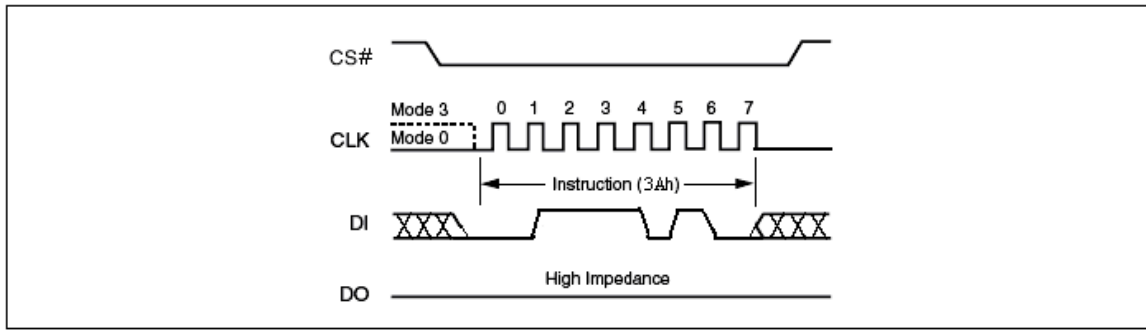 CS#
Mode 3
0 1 2 3 4 5 6 7
CLK
Mode 0
Instruction (3Ah)
DI
High Impedance
DO